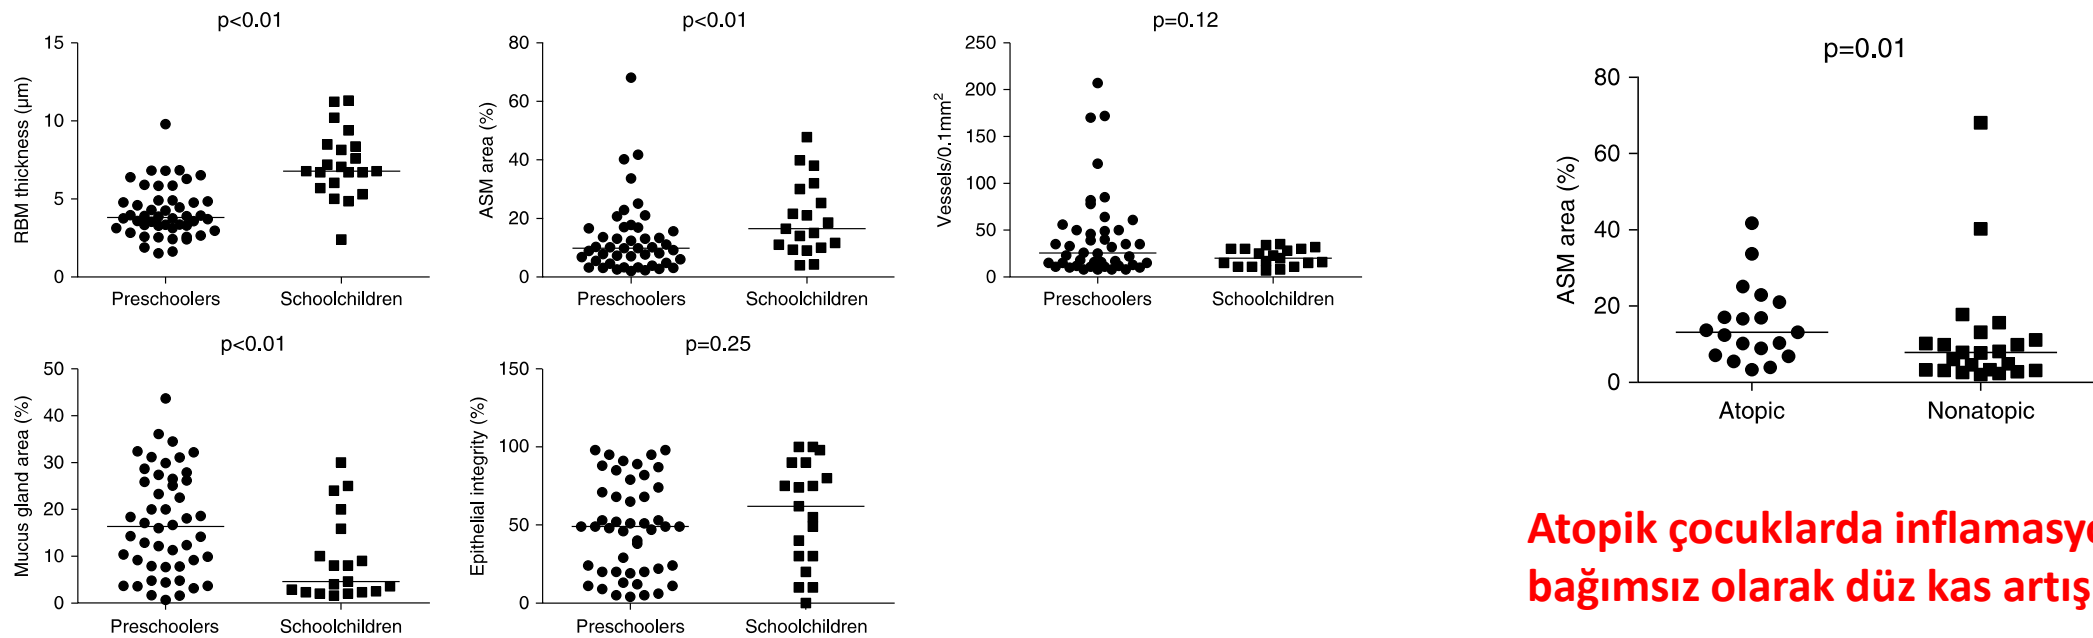 p<0.01
RBM thickness (μm)
15
10
5
0
Preschoolers
Schoolchildren
p<0.01
ASM area (%)
80
60
40
20
0
Preschoolers
Schoolchildren
p=0.12
Vessels/0.1mm²
250
200
150
100
50
0
Preschoolers
Schoolchildren
p<0.01
Mucus gland area (%)
50
40
30
20
10
0
Preschoolers
Schoolchildren
p=0.25
Epithelial integrity (%)
150
100
50
0
Preschoolers
Schoolchildren
p=0.01
ASM area (%)
80
60
40
20
0
Atopic
Nonatopic
Atopik çocuklarda
bağımsız olarak düz kas